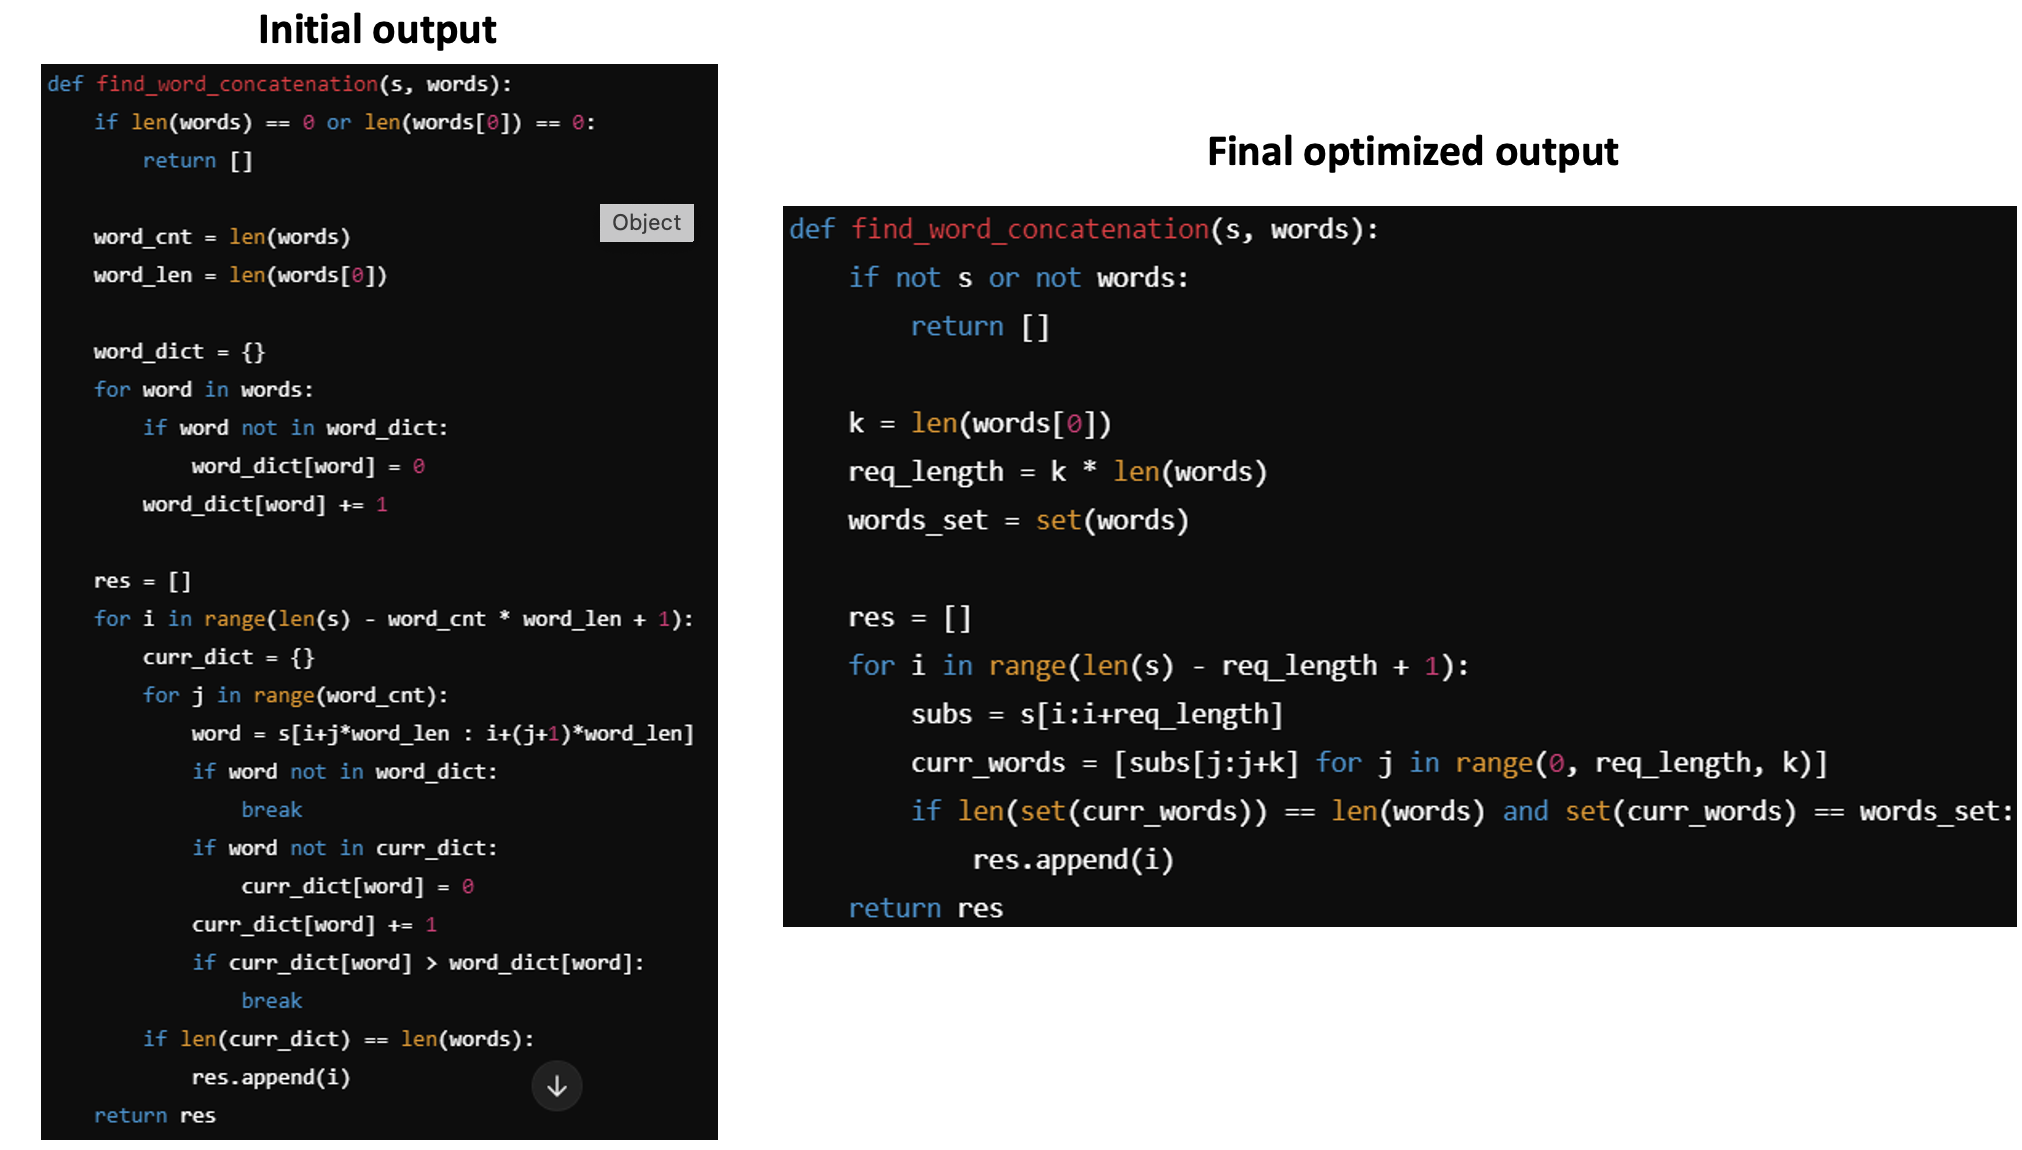 Initial output
def find_word_concatenation(s, words):
    if len(words) == 0 or len(words[0]) == 0:
        return []
Object
    word_cnt = len(words)
    word_len = len(words[0])
    word_dict = {}
    for word in words:
        if word not in word_dict:
            word_dict[word] = 0
        word_dict[word] += 1
    res = []
    for i in range(len(s) - word_cnt * word_len + 1):
        curr_dict = {}
        for j in range(word_cnt):
            word = s[i+j*word_len : i+(j+1)*word_len]
            if word not in word_dict:
                break
            if word not in curr_dict:
                curr_dict[word] = 0
            curr_dict[word] += 1
            if curr_dict[word] > word_dict[word]:
                break
        if len(curr_dict) == len(words):
            res.append(i)
    return res
Final optimized output
def find_word_concatenation(s, words):
    if not s or not words:
        return []
    k = len(words[0])
    req_length = k * len(words)
    words_set = set(words)
    res = []
    for i in range(len(s) - req_length + 1):
        subs = s[i:i+req_length]
        curr_words = [subs[j:j+k] for j in range(0, req_length, k)]
        if len(set(curr_words)) == len(words) and set(curr_words) == words_set:
            res.append(i)
    return res